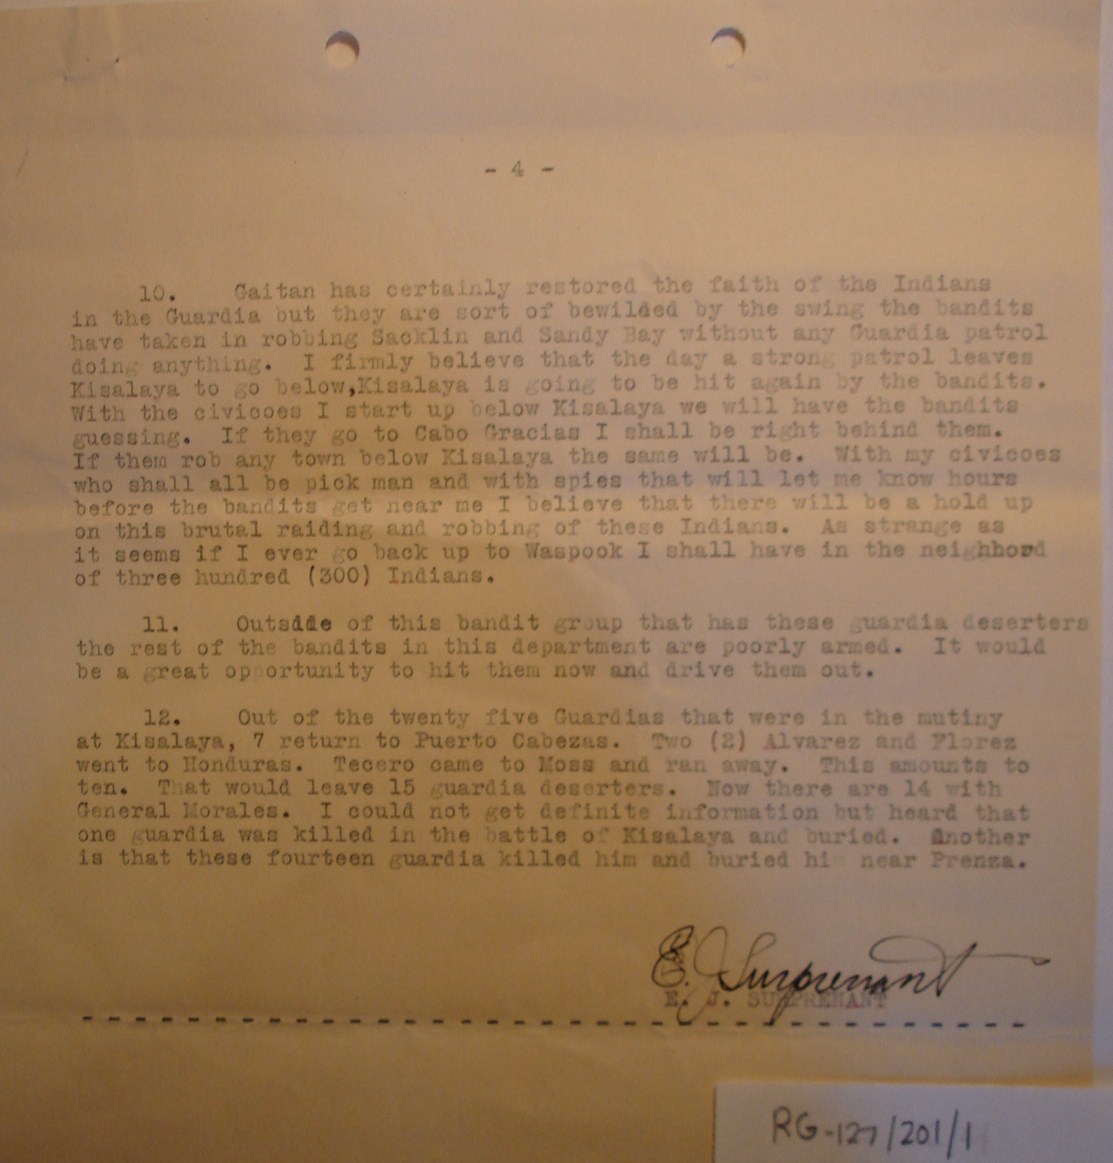 - 4 -
10. Gaitan has certainly restored the faith of the Indians
in the Guardia but they are sort of bewilded by the swing the bandits
have taken in robbing Sacklin and Sandy Bay without any Guardia patrol
doing anything. I firmly believe that the day a strong patrol leaves
Kisalaya to go below,Kisalaya is going to be hit again by the bandits.
With the civicoes I start up below Kisalaya we will have the bandits
guessing. If they go to Cabo Gracias I shall be right behind them.
If them rob any town below Kisalaya the same will be. With my civicoes
who shall all be pick man and with spies that will let me know hours
before the bandits get near me I believe that there will be a hold up
on this brutal raiding and robbing of these Indians. As strange as
it seems if I ever go back up to Waspook I shall have in the neighhord
of three hundred (300) Indians.
11. Outside of this bandit group that has these guardia deserters
the rest of the bandits in this department are poorly armed. It would
be a great opportunity to hit them now and drive them out.
12. Out of the twenty five Guardias that were in the mutiny
at Kisalaya, 7 return to Puerto Cabezas. Two (2) Alvarez and Florez
went to Honduras. Tecero came to Moss and ran away. This amounts to
ten. That would leave 15 guardia deserters. Now there are 14 with
General Morales. I could not get definite information but heard that
one guardia was killed in the battle of Kisalaya and buried. Another
is that these fourteen guardia killed him and buried him near Prenza.
E. J. Surprenant
E. J. SURPRENANT
RG-127/201/1